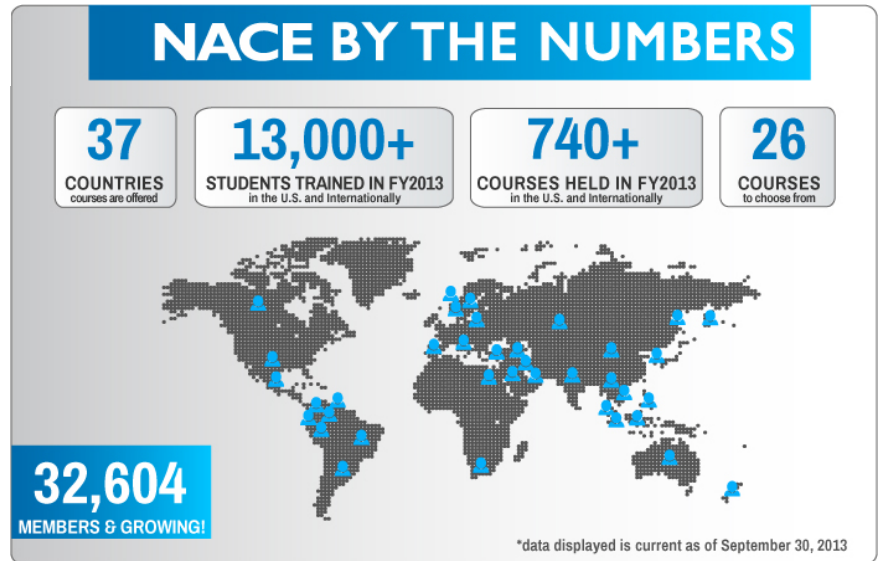 NACE BY THE NUMBERS
37
COUNTRIES
courses are offered
13,000+
STUDENTS TRAINED IN FY2013
in the U.S. and Internationally
740+
COURSES HELD IN FY2013
in the U.S. and Internationally
26
COURSES
to choose from
32,604
MEMBERS & GROWING!
*data displayed is current as of September 30, 2013